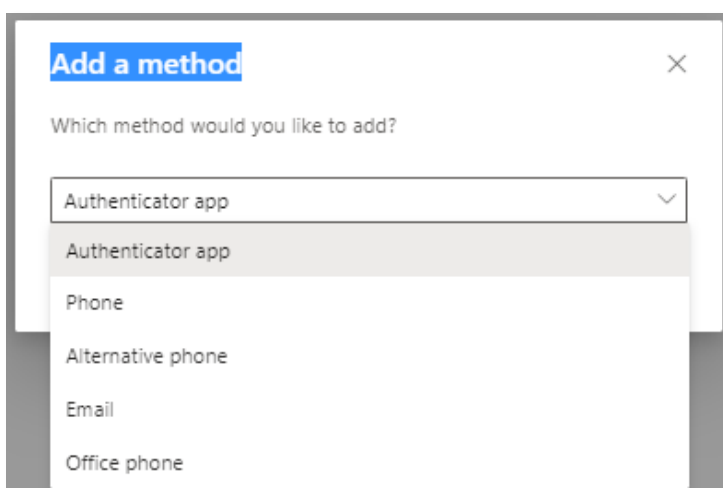 Add a method
Which method would you like to add?
Authenticator app
Authenticator app
Phone
Alternative phone
Email
Office phone